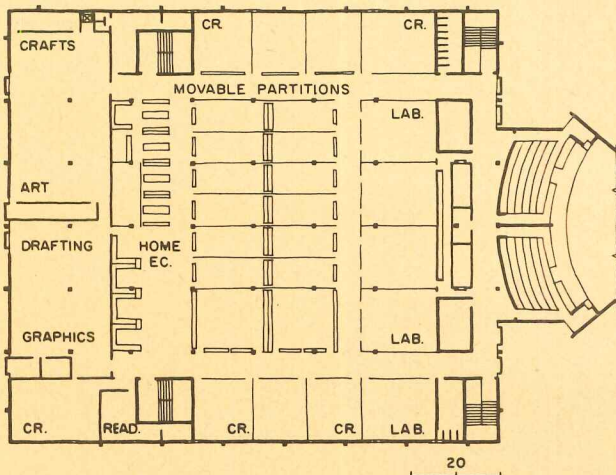 CR.
CR.
CRAFTS
MOVABLE PARTITIONS
LAB.
ART
DRAFTING
HOME
EC.
GRAPHICS
LAB.
CR.
READ.
CR.
CR.
LAB.
20